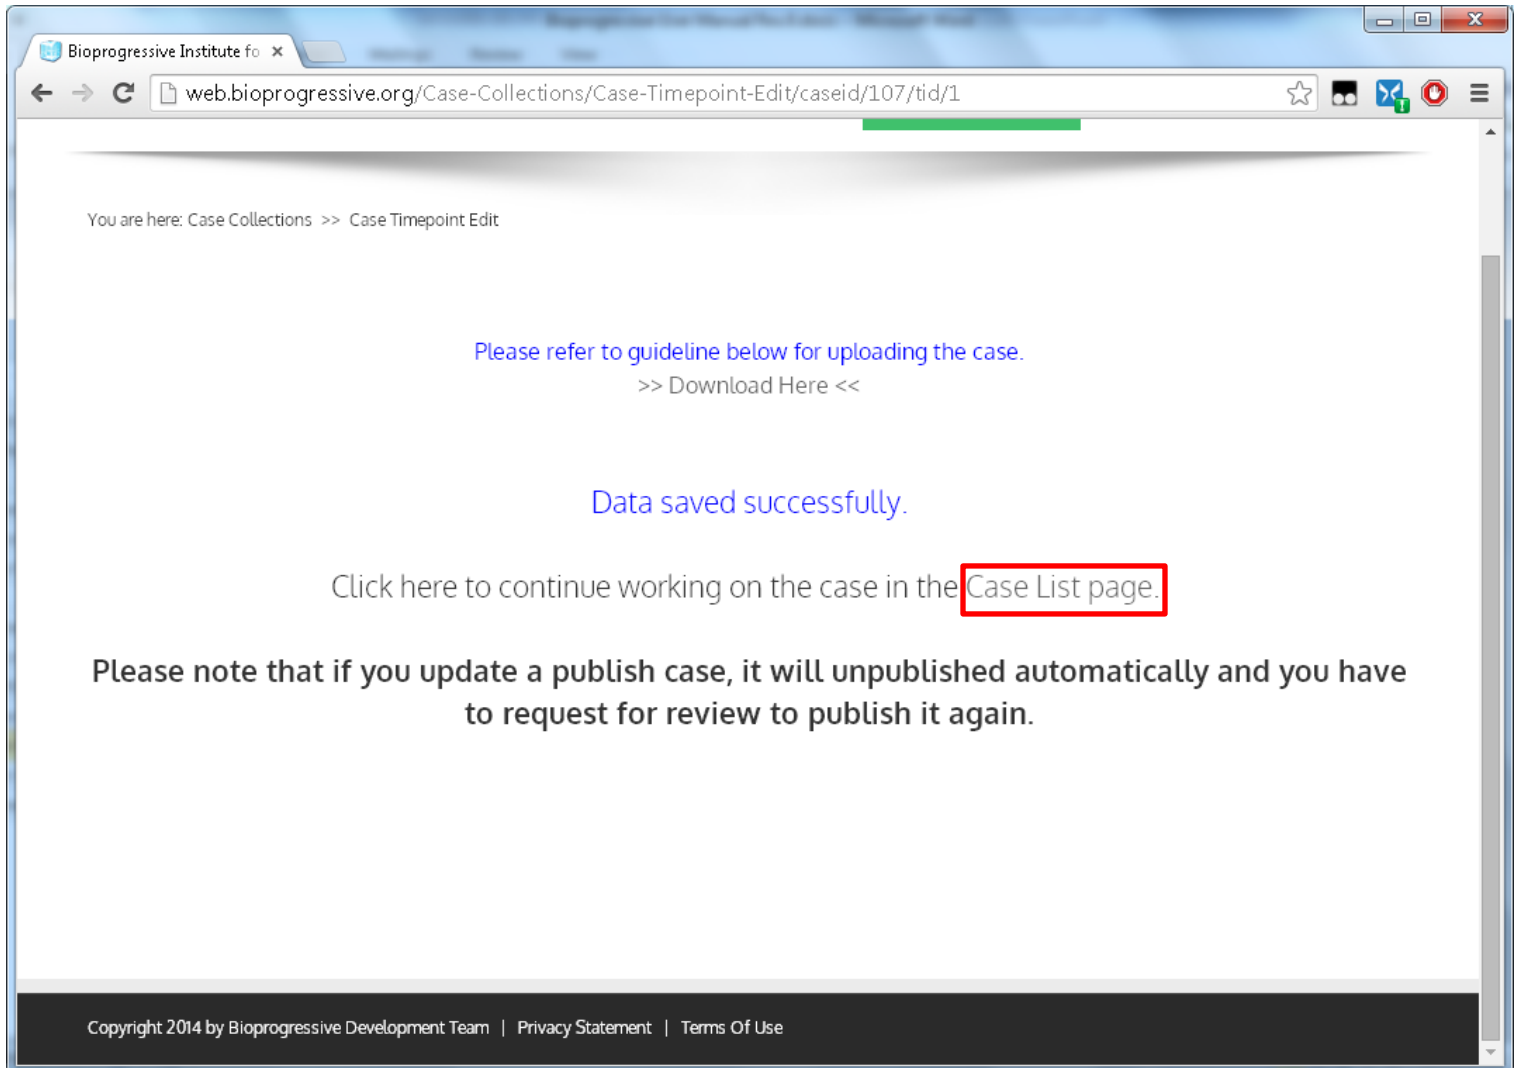 Bioprogressive Institute fo
web.bioprogressive.org/Case-Collections/Case-Timepoint-Edit/caseid/107/tid/1
You are here: Case Collections >> Case Timepoint Edit
Please refer to guideline below for uploading the case.
>> Download Here <<
Data saved successfully.
Click here to continue working on the case in the Case List page.
Please note that if you update a publish case, it will unpublished automatically and you have
to request for review to publish it again.
Copyright 2014 by Bioprogressive Development Team | Privacy Statement | Terms Of Use